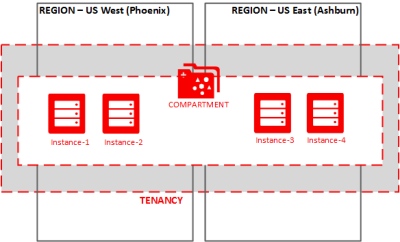 REGION – US West (Phoenix)
REGION – US East (Ashburn)
COMPARTMENT
Instance-1
Instance-2
Instance-3
Instance-4
TENANCY